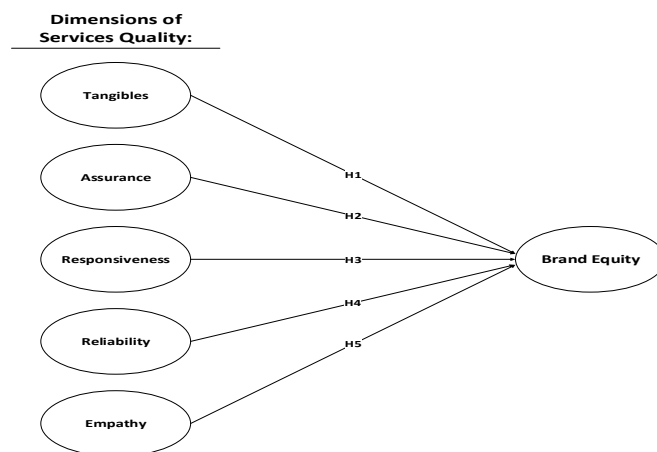 Dimensions of
Services Quality:
Tangibles
H1
Assurance
H2
Responsiveness
H3
Brand Equity
H4
Reliability
H5
Empathy